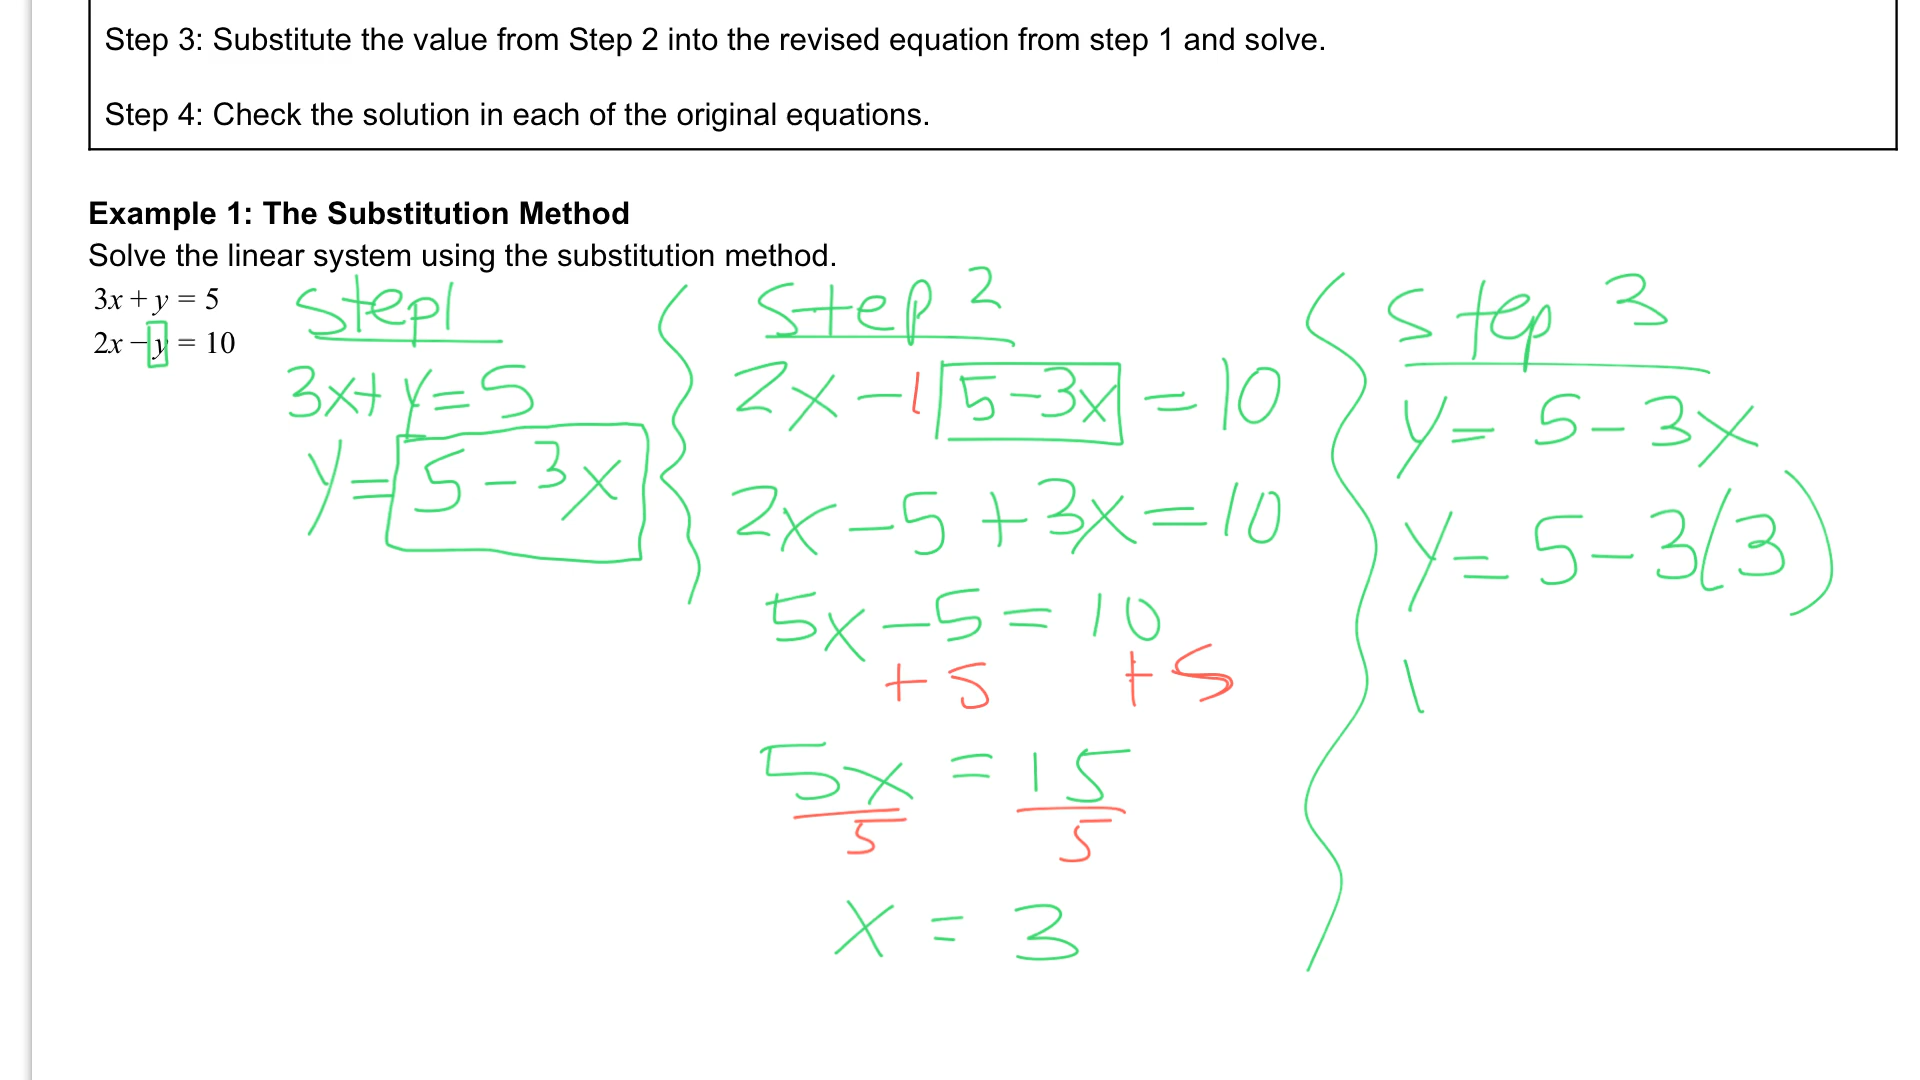 Step 3: Substitute the value from Step 2 into the revised equation from step 1 and solve.
Step 4: Check the solution in each of the original equations.
Example 1: The Substitution Method
Solve the linear system using the substitution method.
3x + y = 5
2x − y = 10
Step 1
3x + y = 5
y = 5 − 3x
Step 2
2x − 1 5 − 3x = 10
2x − 5 + 3x = 10
5x − 5 = 10
+ 5 + 5
5x = 15
5 5
x = 3
Step 3
y = 5 − 3x
y = 5 − 3(3)